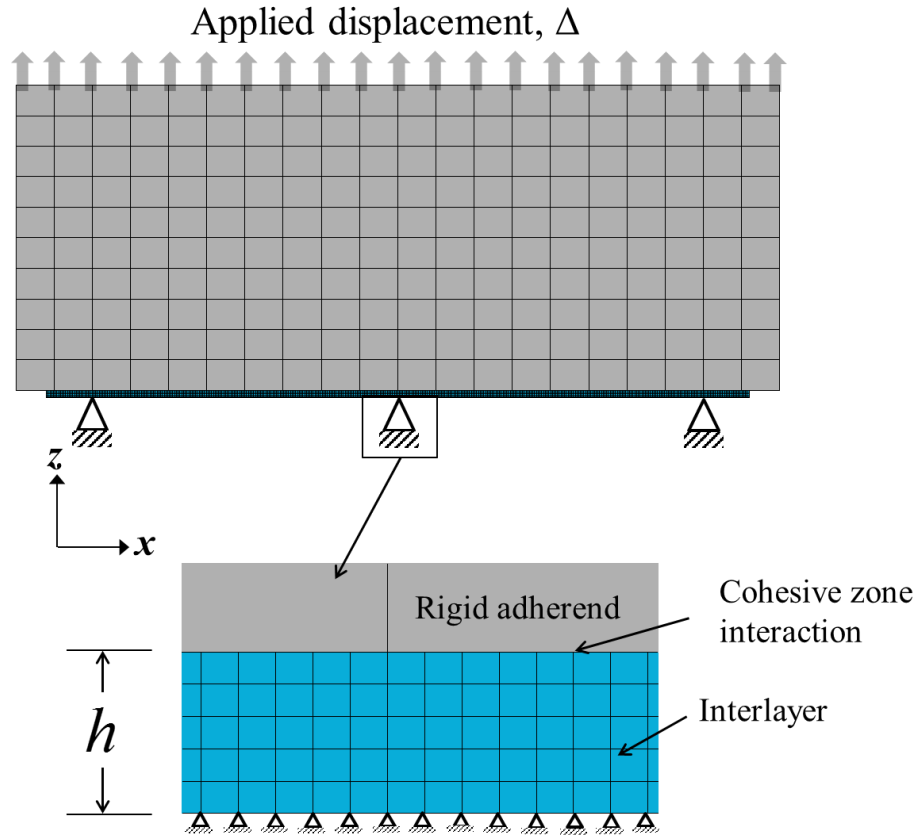 Applied displacement, Δ
z
x
Rigid adherend
Cohesive zone
interaction
Interlayer
h